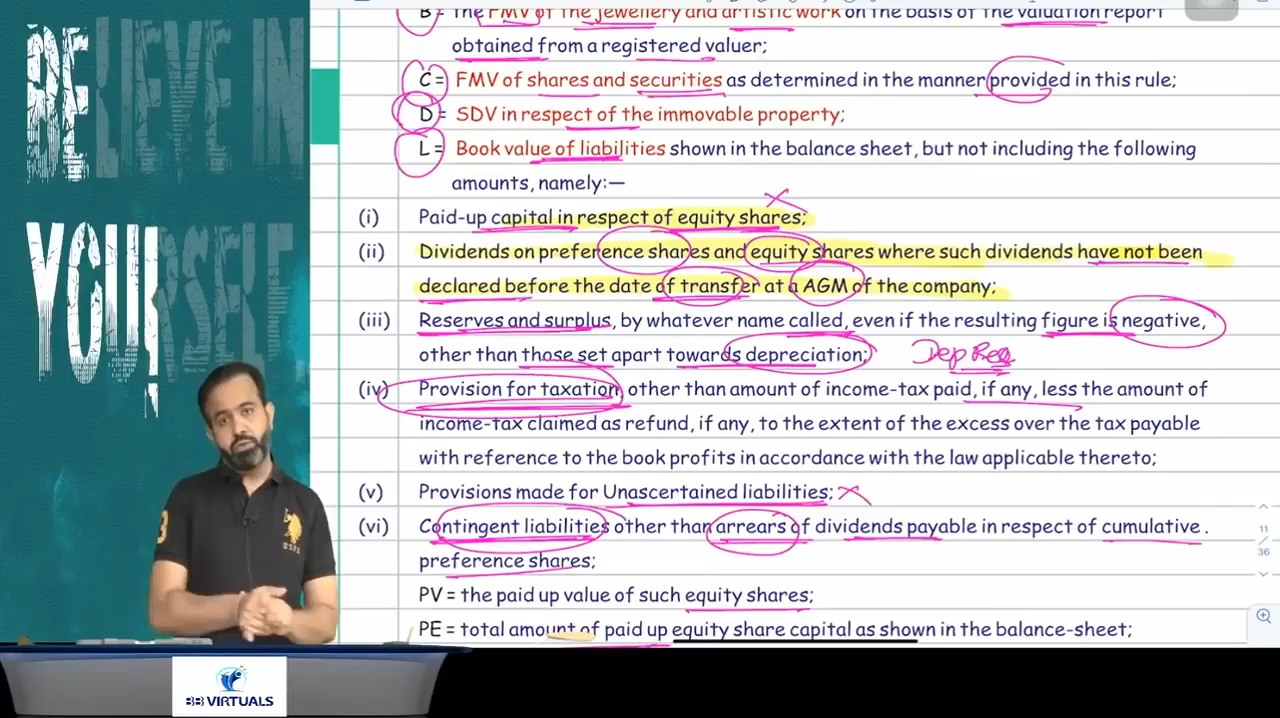 BELIEVE IN
YOURSELF
B= the FMV of the jewellery and artistic work on the basis of the valuation report
obtained from a registered valuer;
C= FMV of shares and securities as determined in the manner provided in this rule;
D= SDV in respect of the immovable property;
L= Book value of liabilities shown in the balance sheet, but not including the following
amounts, namely:—
(i) Paid-up capital in respect of equity shares;
(ii) Dividends on preference shares and equity shares where such dividends have not been
declared before the date of transfer at a AGM of the company;
(iii) Reserves and surplus, by whatever name called, even if the resulting figure is negative,
other than those set apart towards depreciation; Dep Res
(iv) Provision for taxation, other than amount of income-tax paid, if any, less the amount of
income-tax claimed as refund, if any, to the extent of the excess over the tax payable
with reference to the book profits in accordance with the law applicable thereto;
(v) Provisions made for Unascertained liabilities;
(vi) Contingent liabilities other than arrears of dividends payable in respect of cumulative .
preference shares;
PV = the paid up value of such equity shares;
PE = total amount of paid up equity share capital as shown in the balance-sheet;
11
/
36
3
U.S. P.A.
BB VIRTUALS